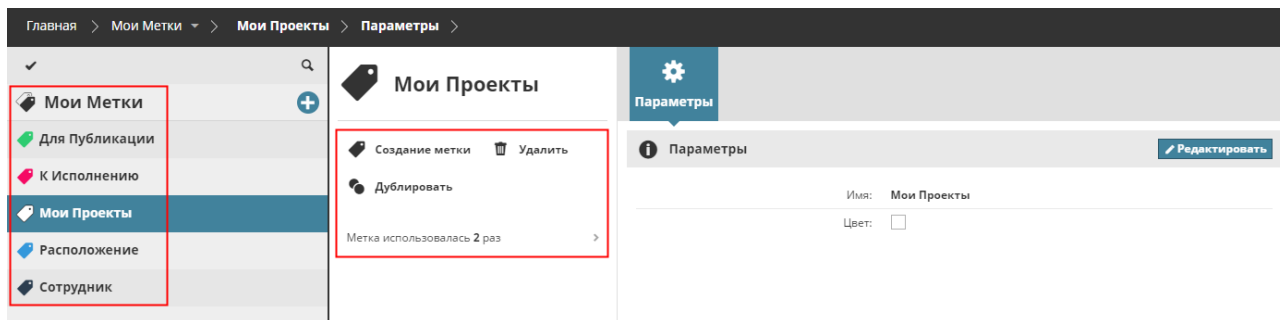 Главная > Мои Метки > Мои Проекты > Параметры >
Мои Метки
Для Публикации
К Исполнению
Мои Проекты
Расположение
Сотрудник
Мои Проекты
Создание метки Удалить
Дублировать
Метка использовалась 2 раз >
Параметры
Параметры Редактировать
Имя: Мои Проекты
Цвет: